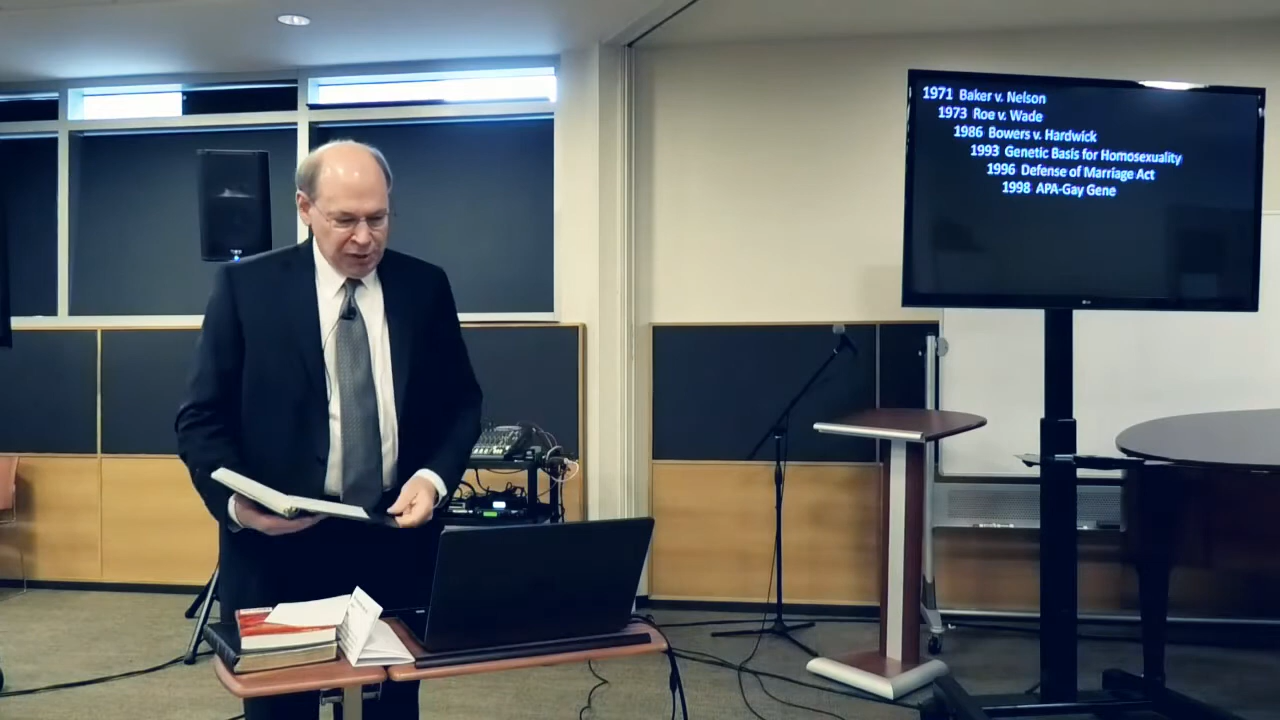 1971 Baker v. Nelson
1973 Roe v. Wade
1986 Bowers v. Hardwick
1993 Genetic Basis for Homosexuality
1996 Defense of Marriage Act
1998 APA-Gay Gene
LG